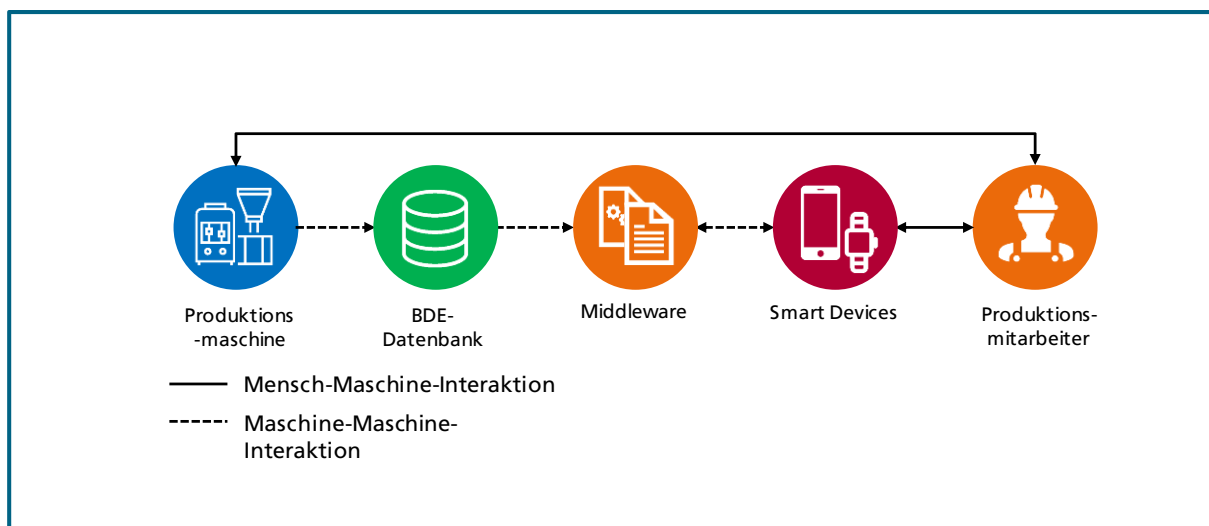 Produktions
-maschine
BDE-
Datenbank
Middleware
Smart Devices
Produktions-
mitarbeiter
Mensch-Maschine-Interaktion
Maschine-Maschine-
Interaktion